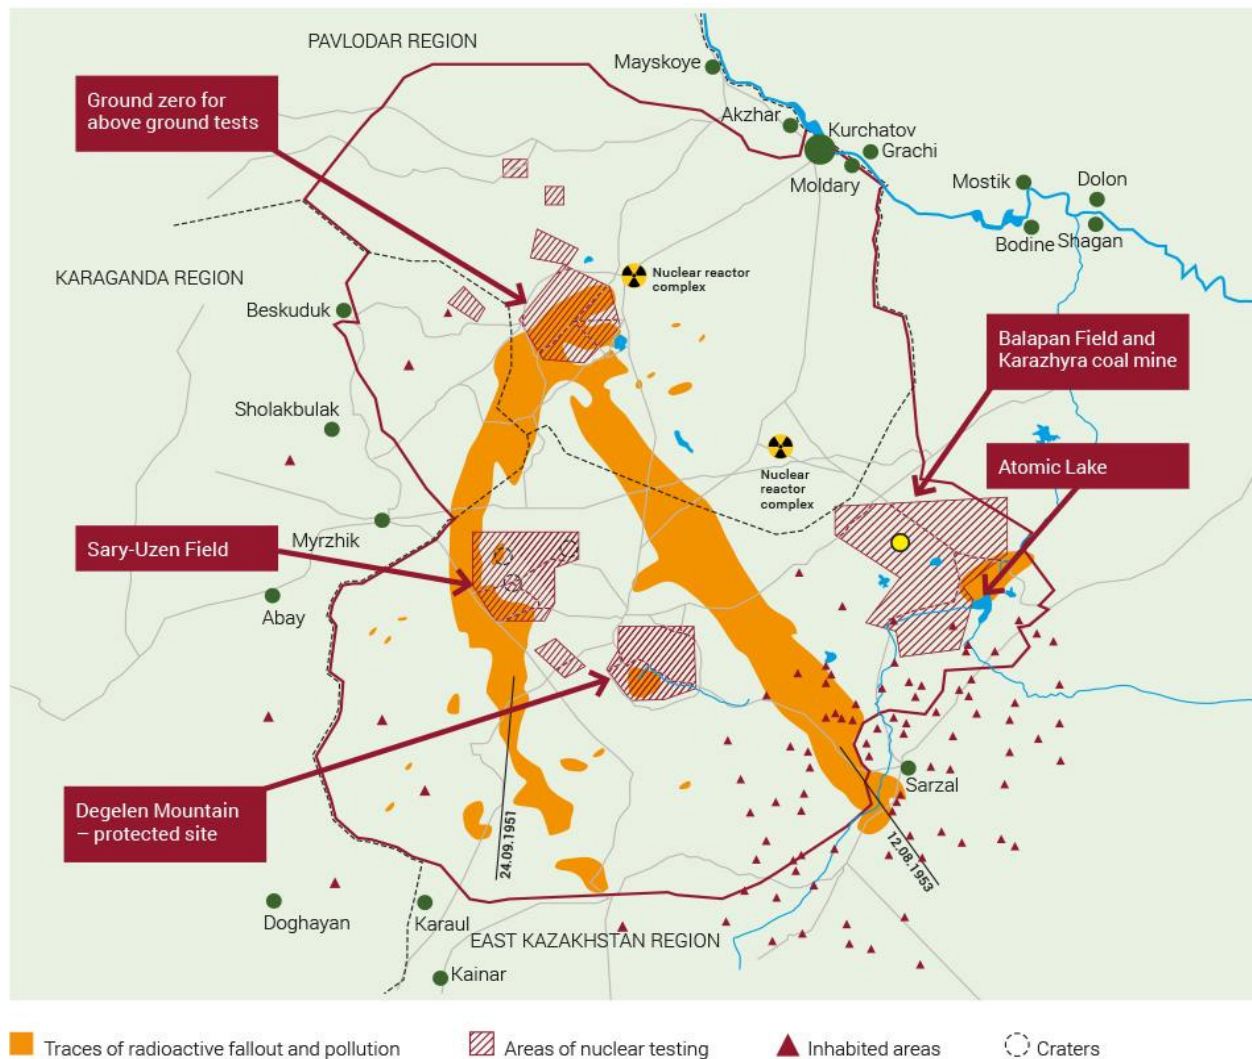 PAVLODAR REGION
Mayskoye
Ground zero for
above ground tests
Akzhar
Kurchatov
Grachi
Moldary
Mostik
Dolon
Bodine
Shagan
KARAGANDA REGION
Nuclear reactor
complex
Beskuduk
Balapan Field and
Karazhyra coal mine
Sholakbulak
Nuclear
reactor
complex
Atomic Lake
Sary-Uzen Field
Myrzhik
Abay
Degelen Mountain
– protected site
Sarzal
24.09.1951
12.08.1953
Doghayan
Karaul
EAST KAZAKHSTAN REGION
Kainar
Traces of radioactive fallout and pollution
Areas of nuclear testing
Inhabited areas
Craters